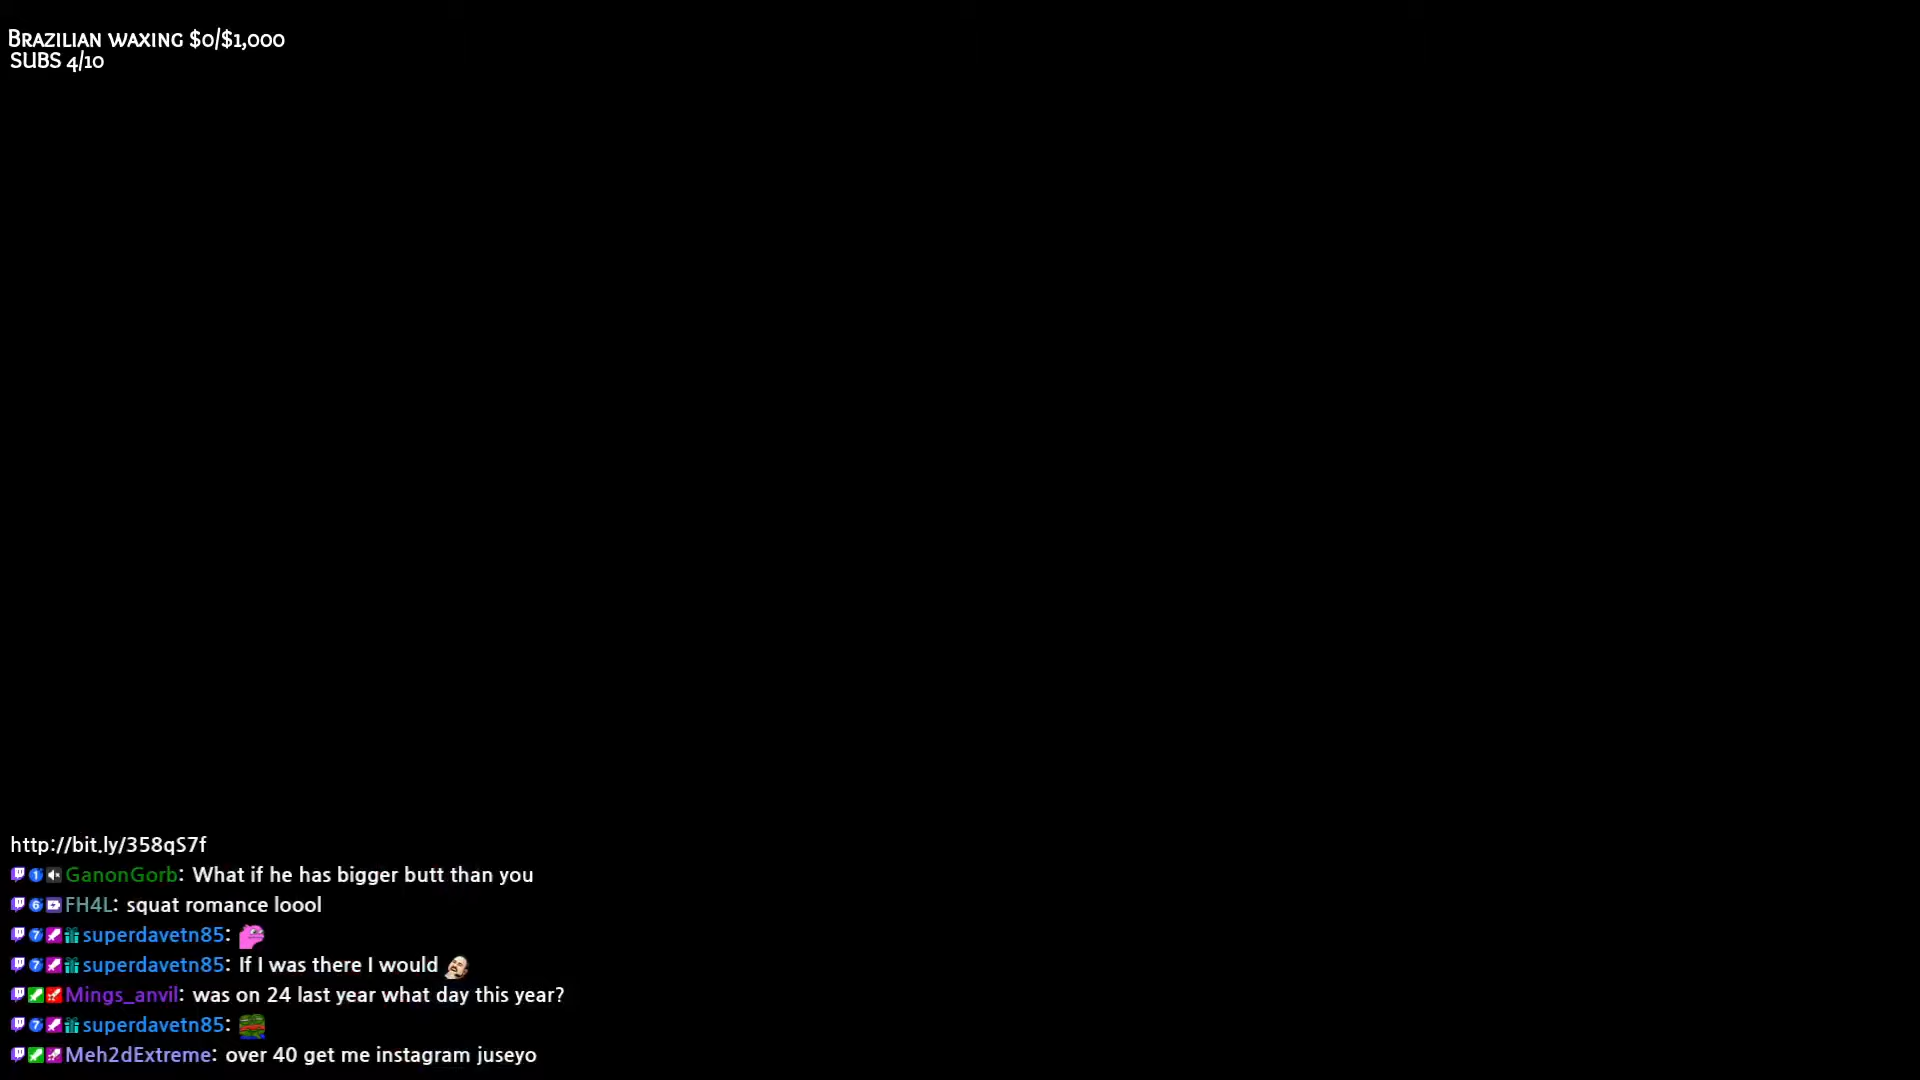 Brazilian waxing $0/$1,000
SUBS 4/10
http://bit.ly/358qS7f
GanonGorb: What if he has bigger butt than you
FH4L: squat romance loool
superdavetn85:
superdavetn85: If I was there I would
Mings_anvil: was on 24 last year what day this year?
superdavetn85:
Meh2dExtreme: over 40 get me instagram juseyo